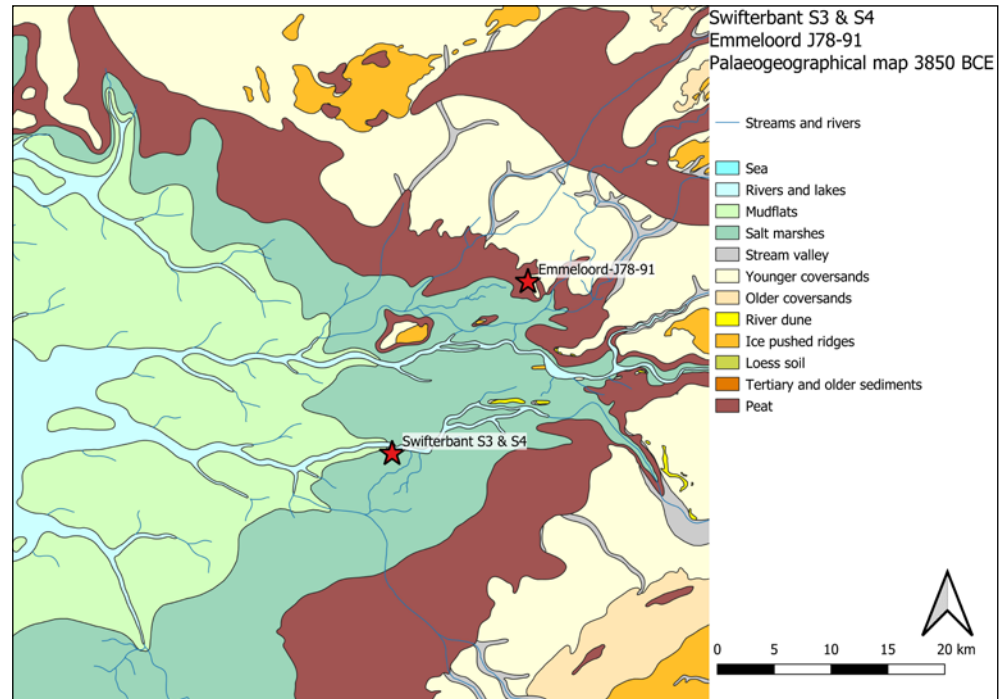 Swifterbant S3 & S4
Emmeloord J78-91
Palaeogeographical map 3850 BCE
Streams and rivers
Sea
Rivers and lakes
Mudflats
Salt marshes
Stream valley
Younger coversands
Older coversands
River dune
Ice pushed ridges
Loess soil
Tertiary and older sediments
Peat
Emmeloord-J78-91
Swifterbant S3 & S4
0 5 10 15 20 km